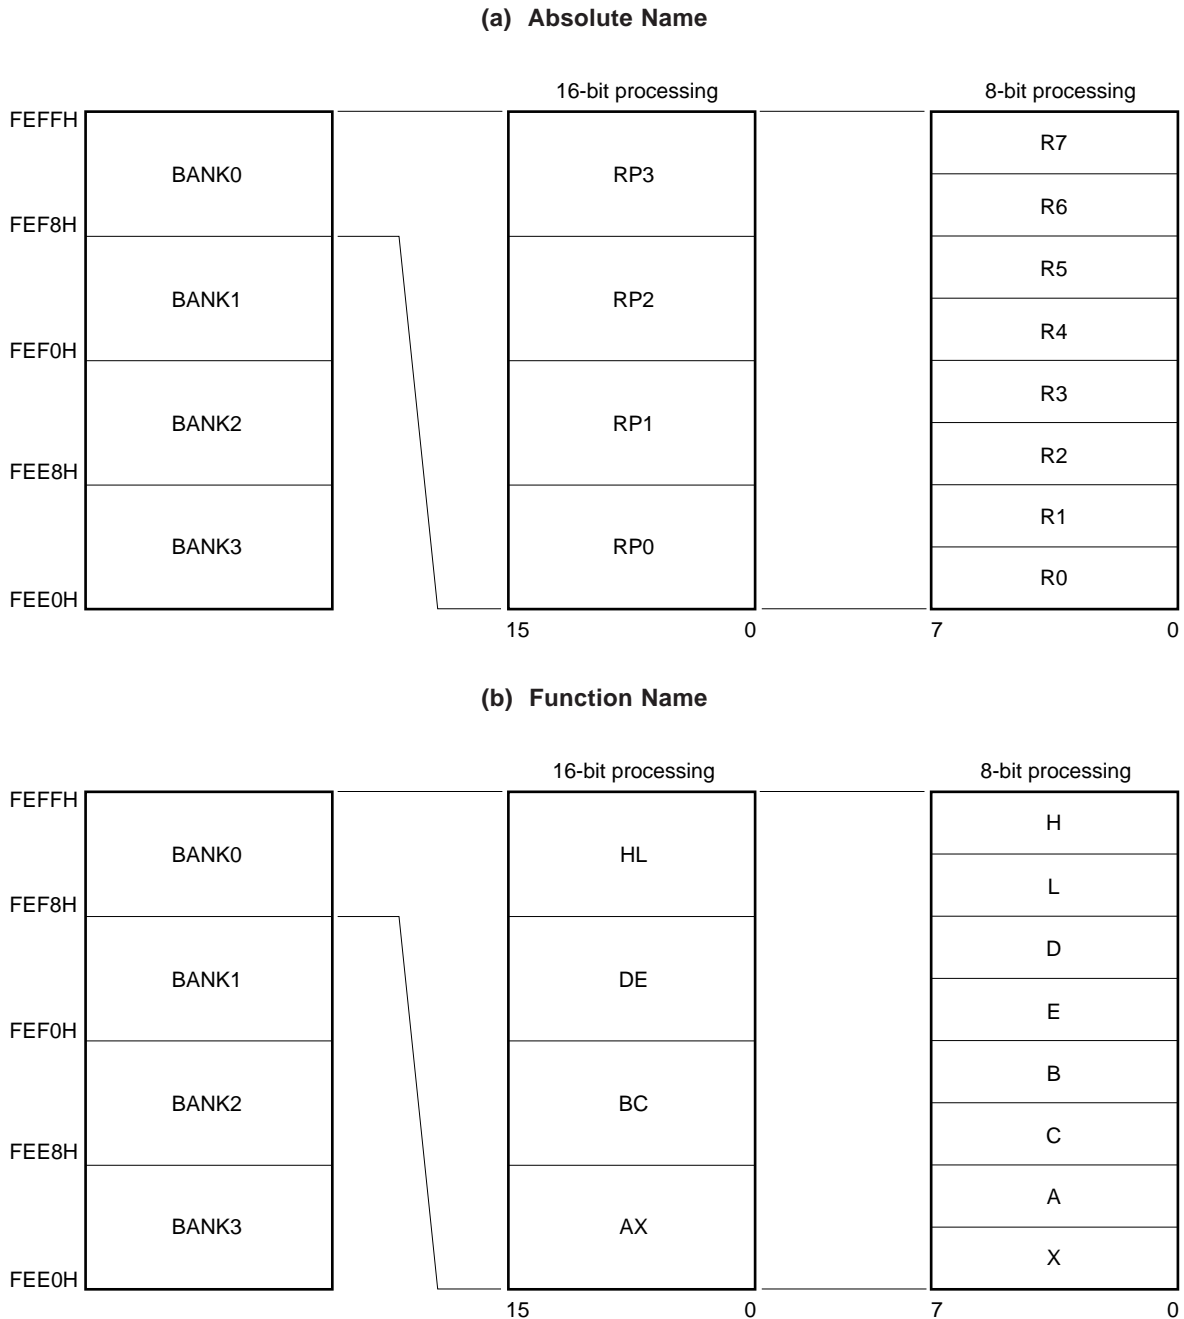 (a) Absolute Name
16-bit processing
8-bit processing
FEFFH
BANK0
RP3
R7
R6
FEF8H
BANK1
RP2
R5
R4
FEF0H
BANK2
RP1
R3
R2
FEE8H
BANK3
RP0
R1
R0
FEE0H
15
0
7
0
(b) Function Name
16-bit processing
8-bit processing
FEFFH
BANK0
HL
H
L
FEF8H
BANK1
DE
D
E
FEF0H
BANK2
BC
B
C
FEE8H
BANK3
AX
A
X
FEE0H
15
0
7
0